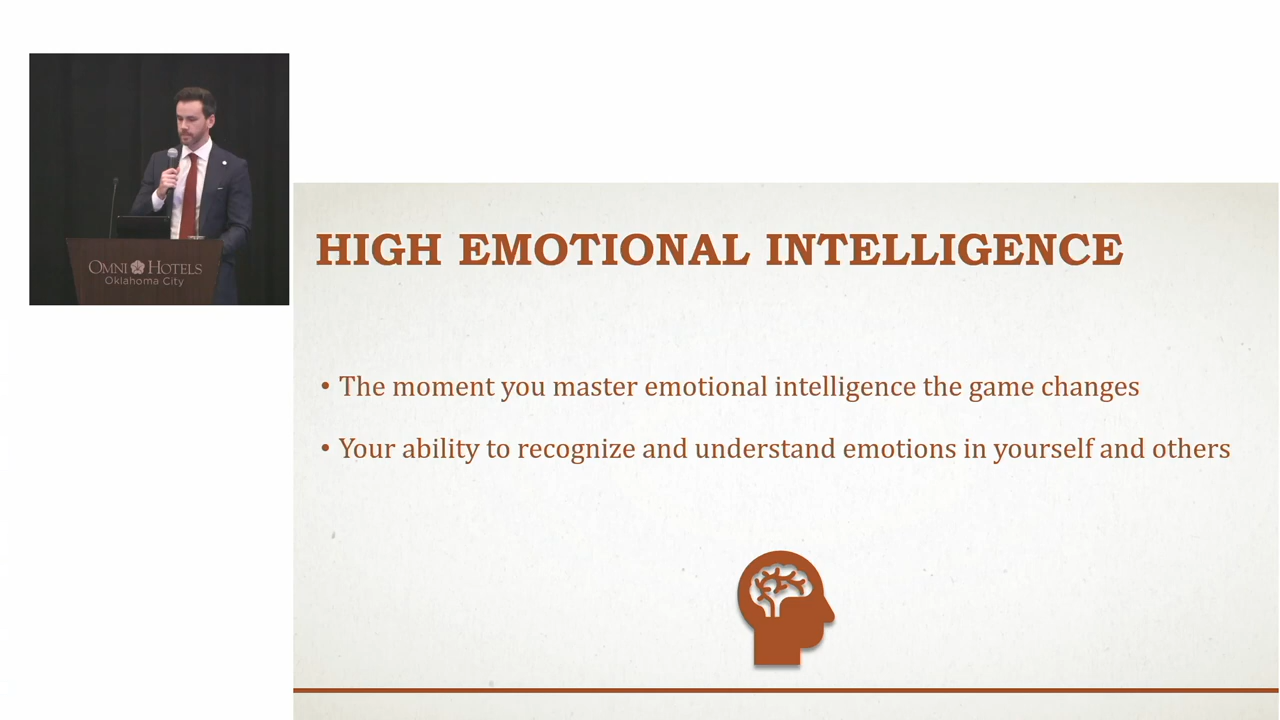 OMNI HOTELS
Oklahoma City
HIGH EMOTIONAL INTELLIGENCE
• The moment you master emotional intelligence the game changes
• Your ability to recognize and understand emotions in yourself and others